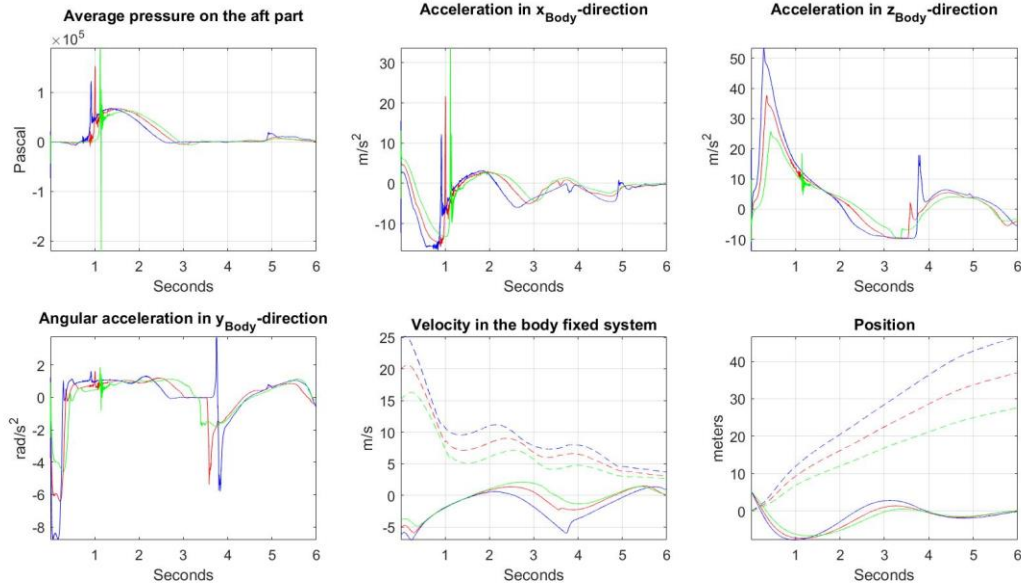 Average pressure on the aft part
×10^5
1
0
-1
-2
Pascal
1 2 3 4 5 6
Seconds
Acceleration in x_Body-direction
30
20
10
0
-10
m/s^2
1 2 3 4 5 6
Seconds
Acceleration in z_Body-direction
50
40
30
20
10
0
-10
m/s^2
1 2 3 4 5 6
Seconds
Angular acceleration in y_Body-direction
2
0
-2
-4
-6
-8
rad/s^2
1 2 3 4 5 6
Seconds
Velocity in the body fixed system
25
20
15
10
5
0
-5
m/s
1 2 3 4 5 6
Seconds
Position
40
30
20
10
0
meters
1 2 3 4 5 6
Seconds